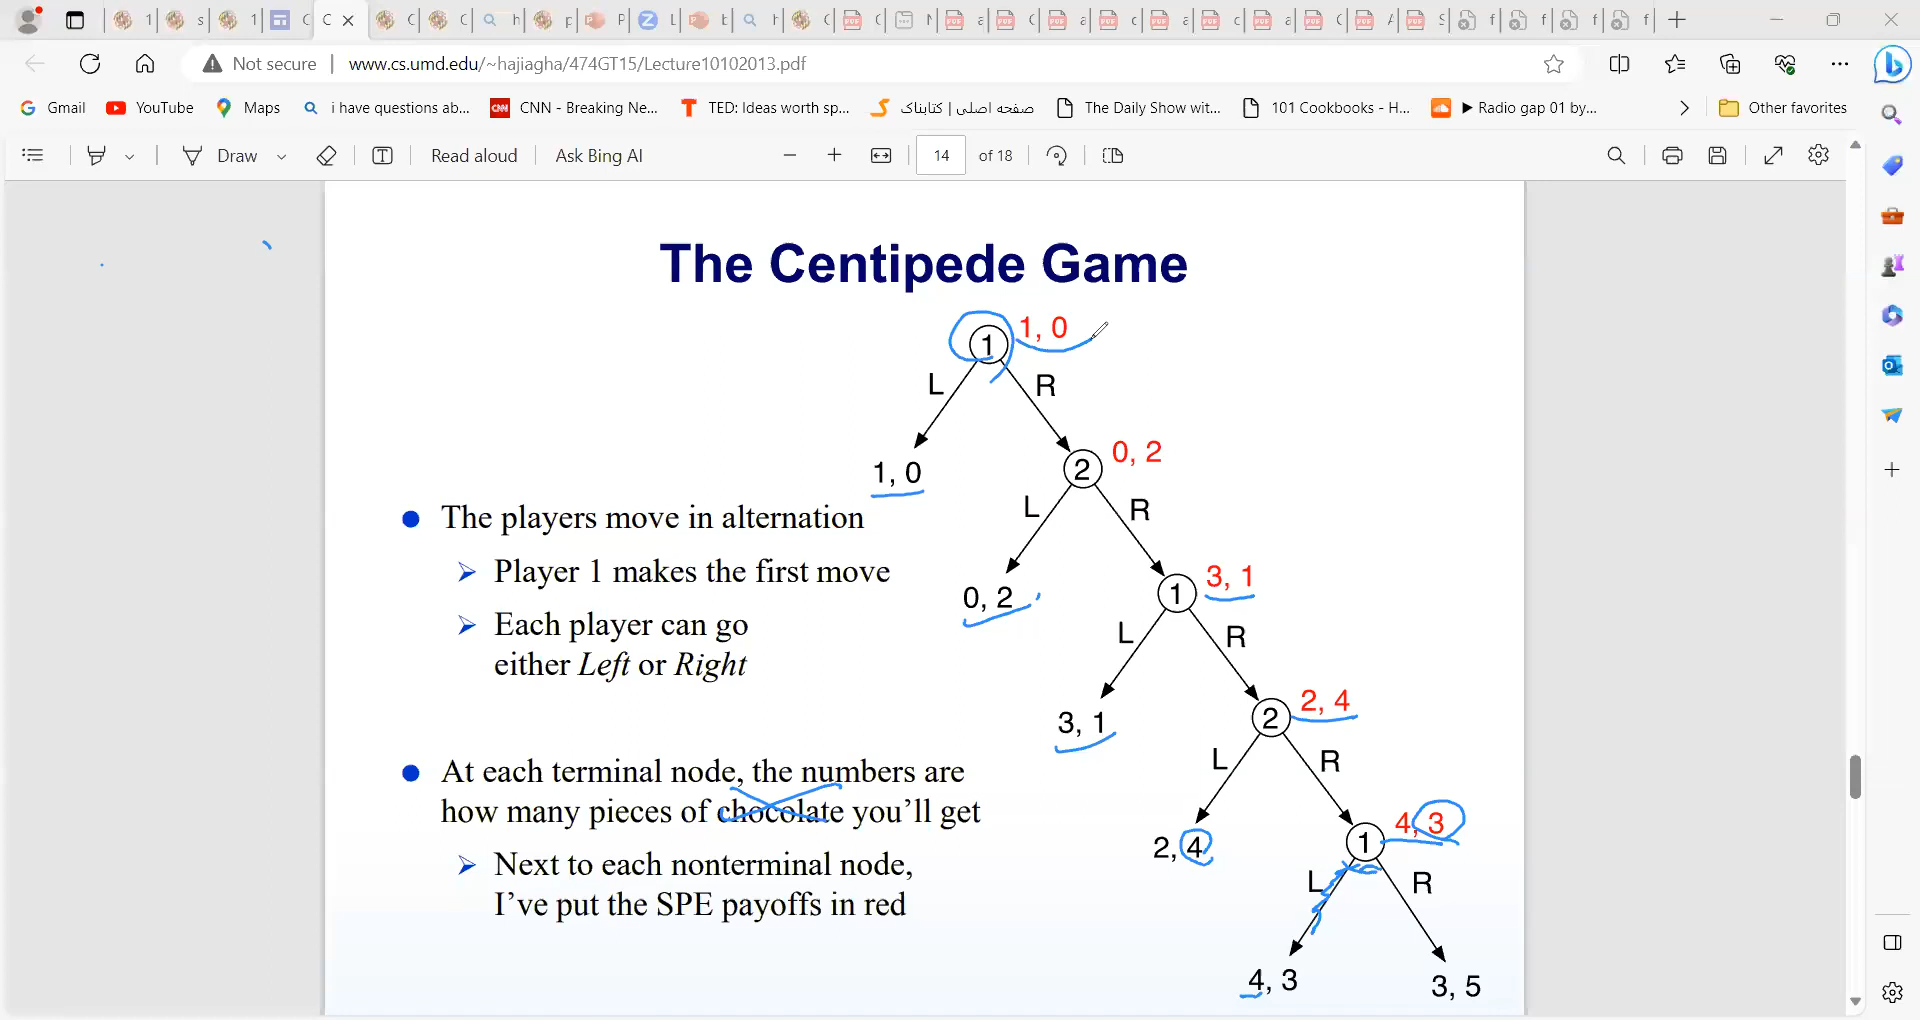 1 s 1 C C C C h p P L b h C C N a C a c a c a C A S f f f f
Not secure | www.cs.umd.edu/~hajiagha/474GT15/Lecture10102013.pdf
Gmail YouTube Maps i have questions ab... CNN - Breaking Ne... TED: Ideas worth sp... صفحه اصلی | کتابناک The Daily Show wit... 101 Cookbooks - H... ▶ Radio gap 01 by... Other favorites
Draw Read aloud Ask Bing AI 14 of 18
The Centipede Game
1 1, 0
L R
2 0, 2
1, 0
L R
● The players move in alternation
➢ Player 1 makes the first move
1 3, 1
0, 2
➢ Each player can go
either Left or Right
L R
2 2, 4
3, 1
● At each terminal node, the numbers are
how many pieces of chocolate you'll get
L R
1 4, 3
2, 4
➢ Next to each nonterminal node,
I've put the SPE payoffs in red
L R
4, 3 3, 5